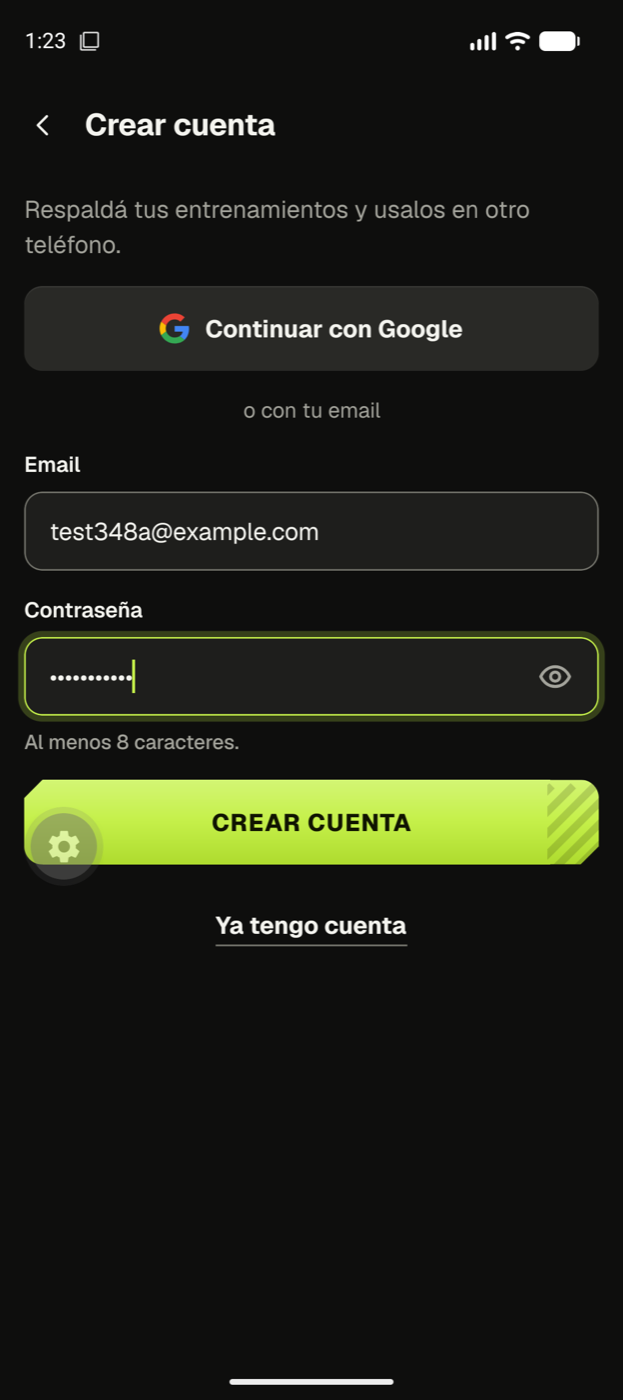 1:23
Crear cuenta
Respaldá tus entrenamientos y usalos en otro
teléfono.
Continuar con Google
o con tu email
Email
test348a@example.com
Contraseña
•••••••••••
Al menos 8 caracteres.
CREAR CUENTA
Ya tengo cuenta